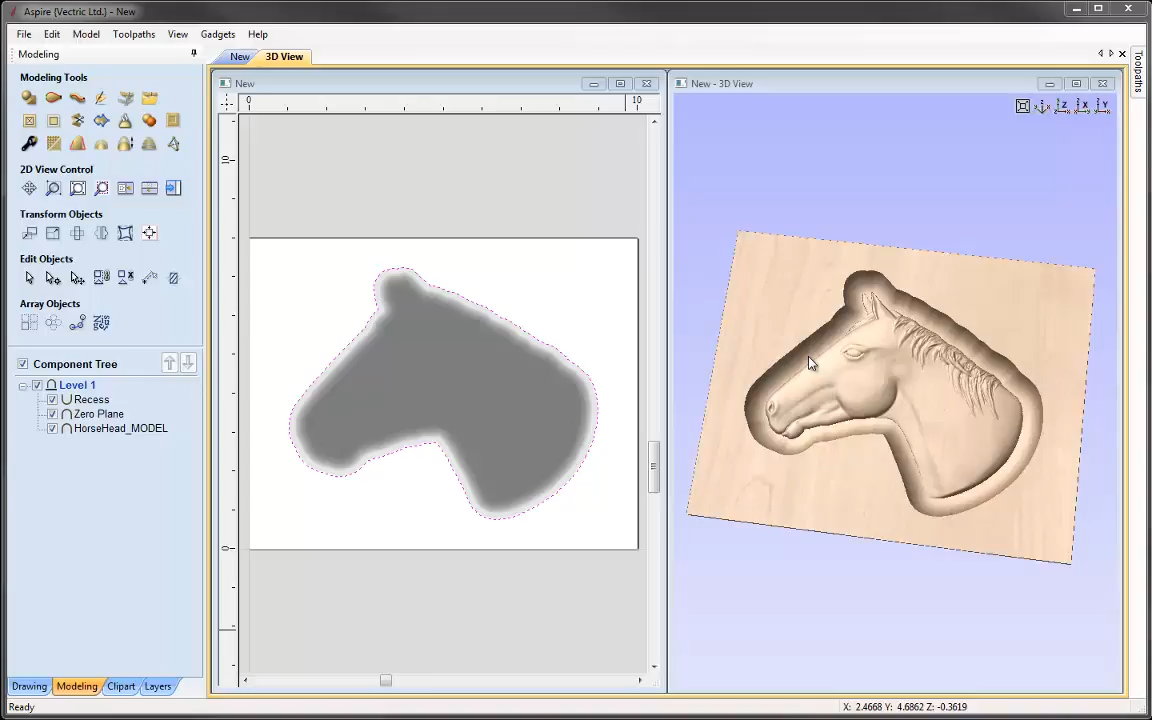 Aspire {Vectric Ltd.} - New
File Edit Model Toolpaths View Gadgets Help
Modeling
New 3D View
Toolpaths
Modeling Tools
2D View Control
Transform Objects
Edit Objects
Array Objects
Component Tree
Level 1
Recess
Zero Plane
HorseHead_MODEL
Drawing Modeling Clipart Layers
New
0 10
10
0
New - 3D View
Z X Y
Ready
X: 2.4668 Y: 4.6862 Z: -0.3619